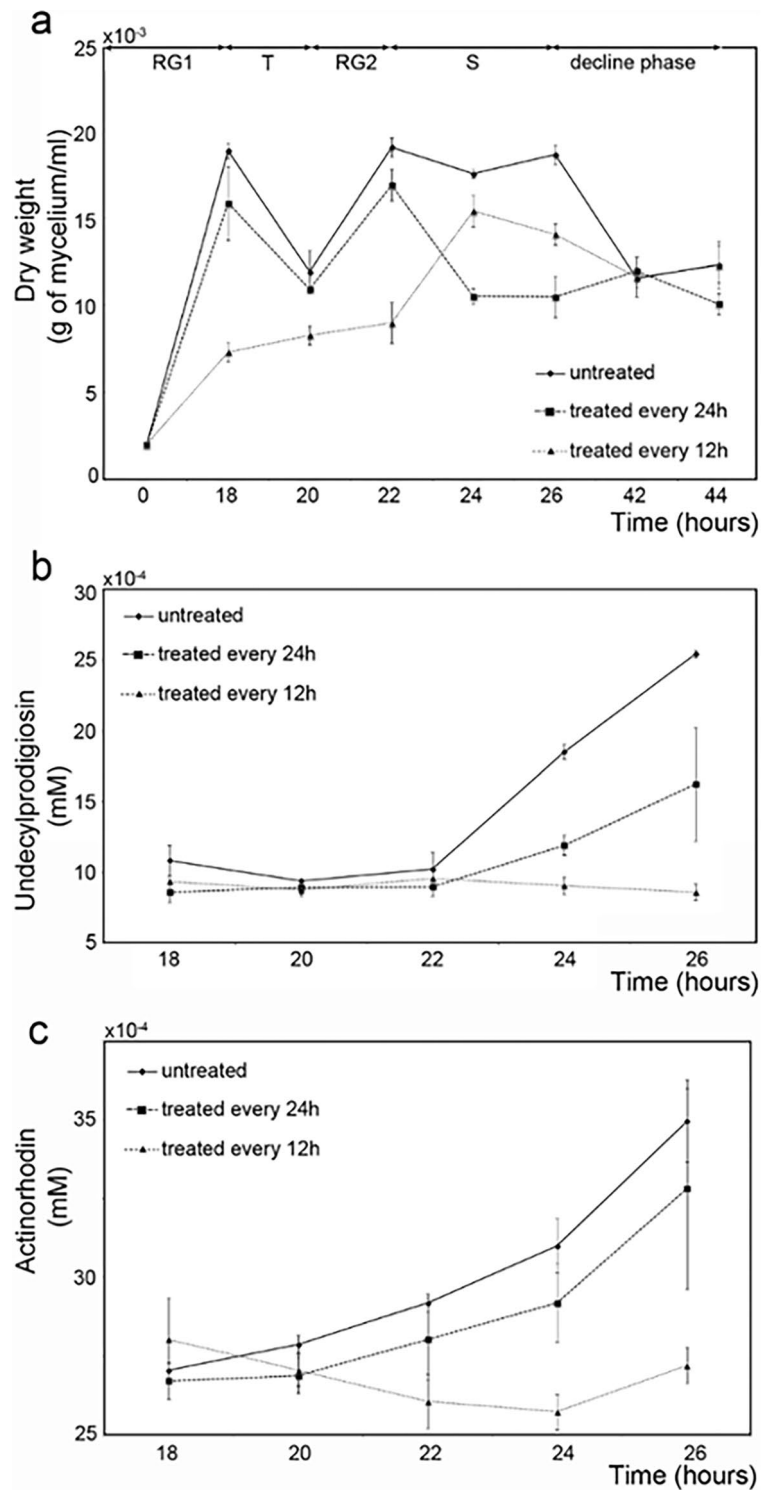 a
x10-3
25
RG1 T RG2 S decline phase
20
15
10
5
0
Dry weight
(g of mycelium/ml)
untreated
treated every 24h
treated every 12h
0 18 20 22 24 26 42 44
Time (hours)
b
x10-4
30
25
20
15
10
5
Undecylprodigiosin
(mM)
untreated
treated every 24h
treated every 12h
18 20 22 24 26
Time (hours)
c
x10-4
35
30
25
Actinorhodin
(mM)
untreated
treated every 24h
treated every 12h
18 20 22 24 26
Time (hours)